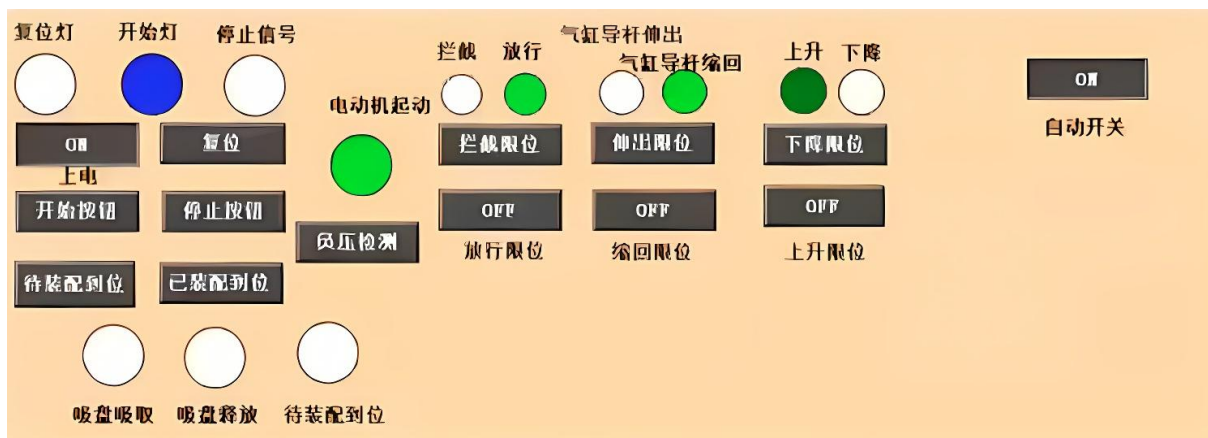 复位灯 开始灯 停止信号
拦截 放行
气缸导杆伸出
气缸导杆缩回
上升 下降
ON
自动开关
电动机起动
ON
上电
复位
拦截限位
伸出限位
下降限位
开始按钮
停止按钮
OFF
放行限位
OFF
缩回限位
OFF
上升限位
负压检测
待装配到位
已装配到位
吸盘吸取 吸盘释放 待装配到位